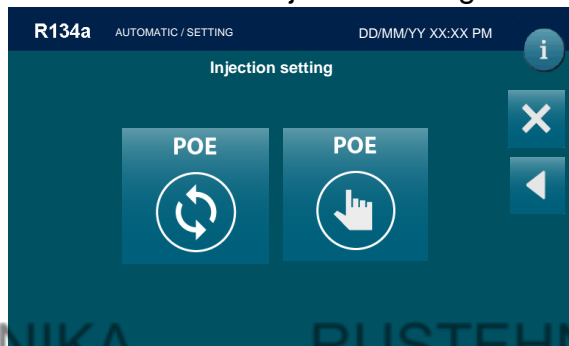 R134a AUTOMATIC / SETTING DD/MM/YY XX:XX PM
i
Injection setting
POE POE